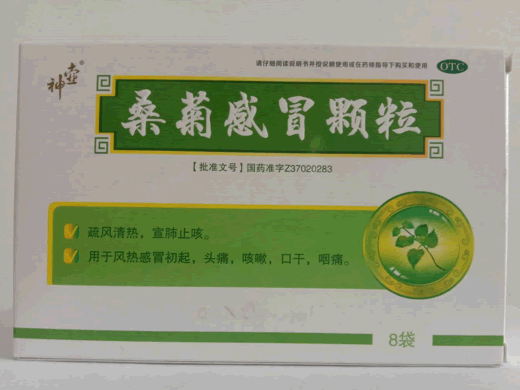 神壶
请仔细阅读说明书并按说明使用或在药师指导下购买和使用
OTC
桑菊感冒颗粒
【批准文号】国药准字Z37020283
疏风清热，宣肺止咳。
用于风热感冒初起，头痛，咳嗽，口干，咽痛。
8袋